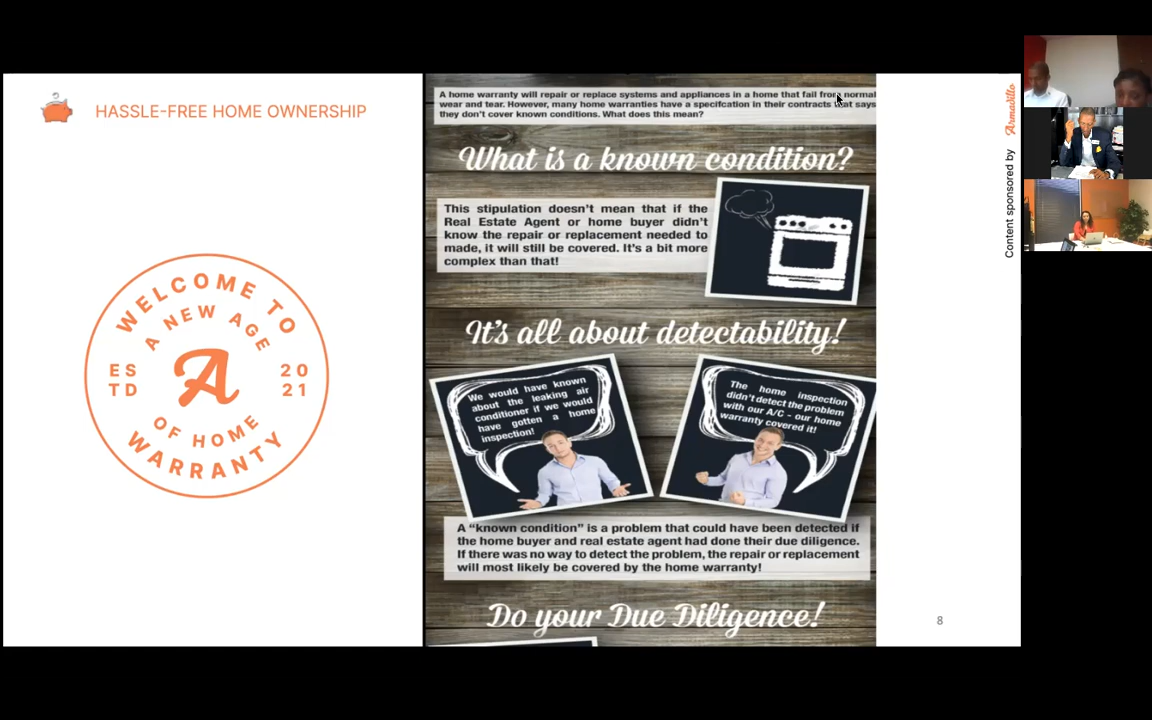 HASSLE-FREE HOME OWNERSHIP
WELCOME TO
A NEW AGE
ES
TD
A
20
21
OF HOME
WARRANTY
A home warranty will repair or replace systems and appliances in a home that fail from normal
wear and tear. However, many home warranties have a specifcation in their contracts that says
they don't cover known conditions. What does this mean?
What is a known condition?
This stipulation doesn't mean that if the
Real Estate Agent or home buyer didn't
know the repair or replacement needed to
made, it will still be covered. It's a bit more
complex than that!
It's all about detectability!
We would have known
about the leaking air
conditioner if we would
have gotten a home
inspection!
The home inspection
didn't detect the problem
with our A/C - our home
warranty covered it!
A “known condition” is a problem that could have been detected if
the home buyer and real estate agent had done their due diligence.
If there was no way to detect the problem, the repair or replacement
will most likely be covered by the home warranty!
Do your Due Diligence!
8
Content sponsored by Armadillo